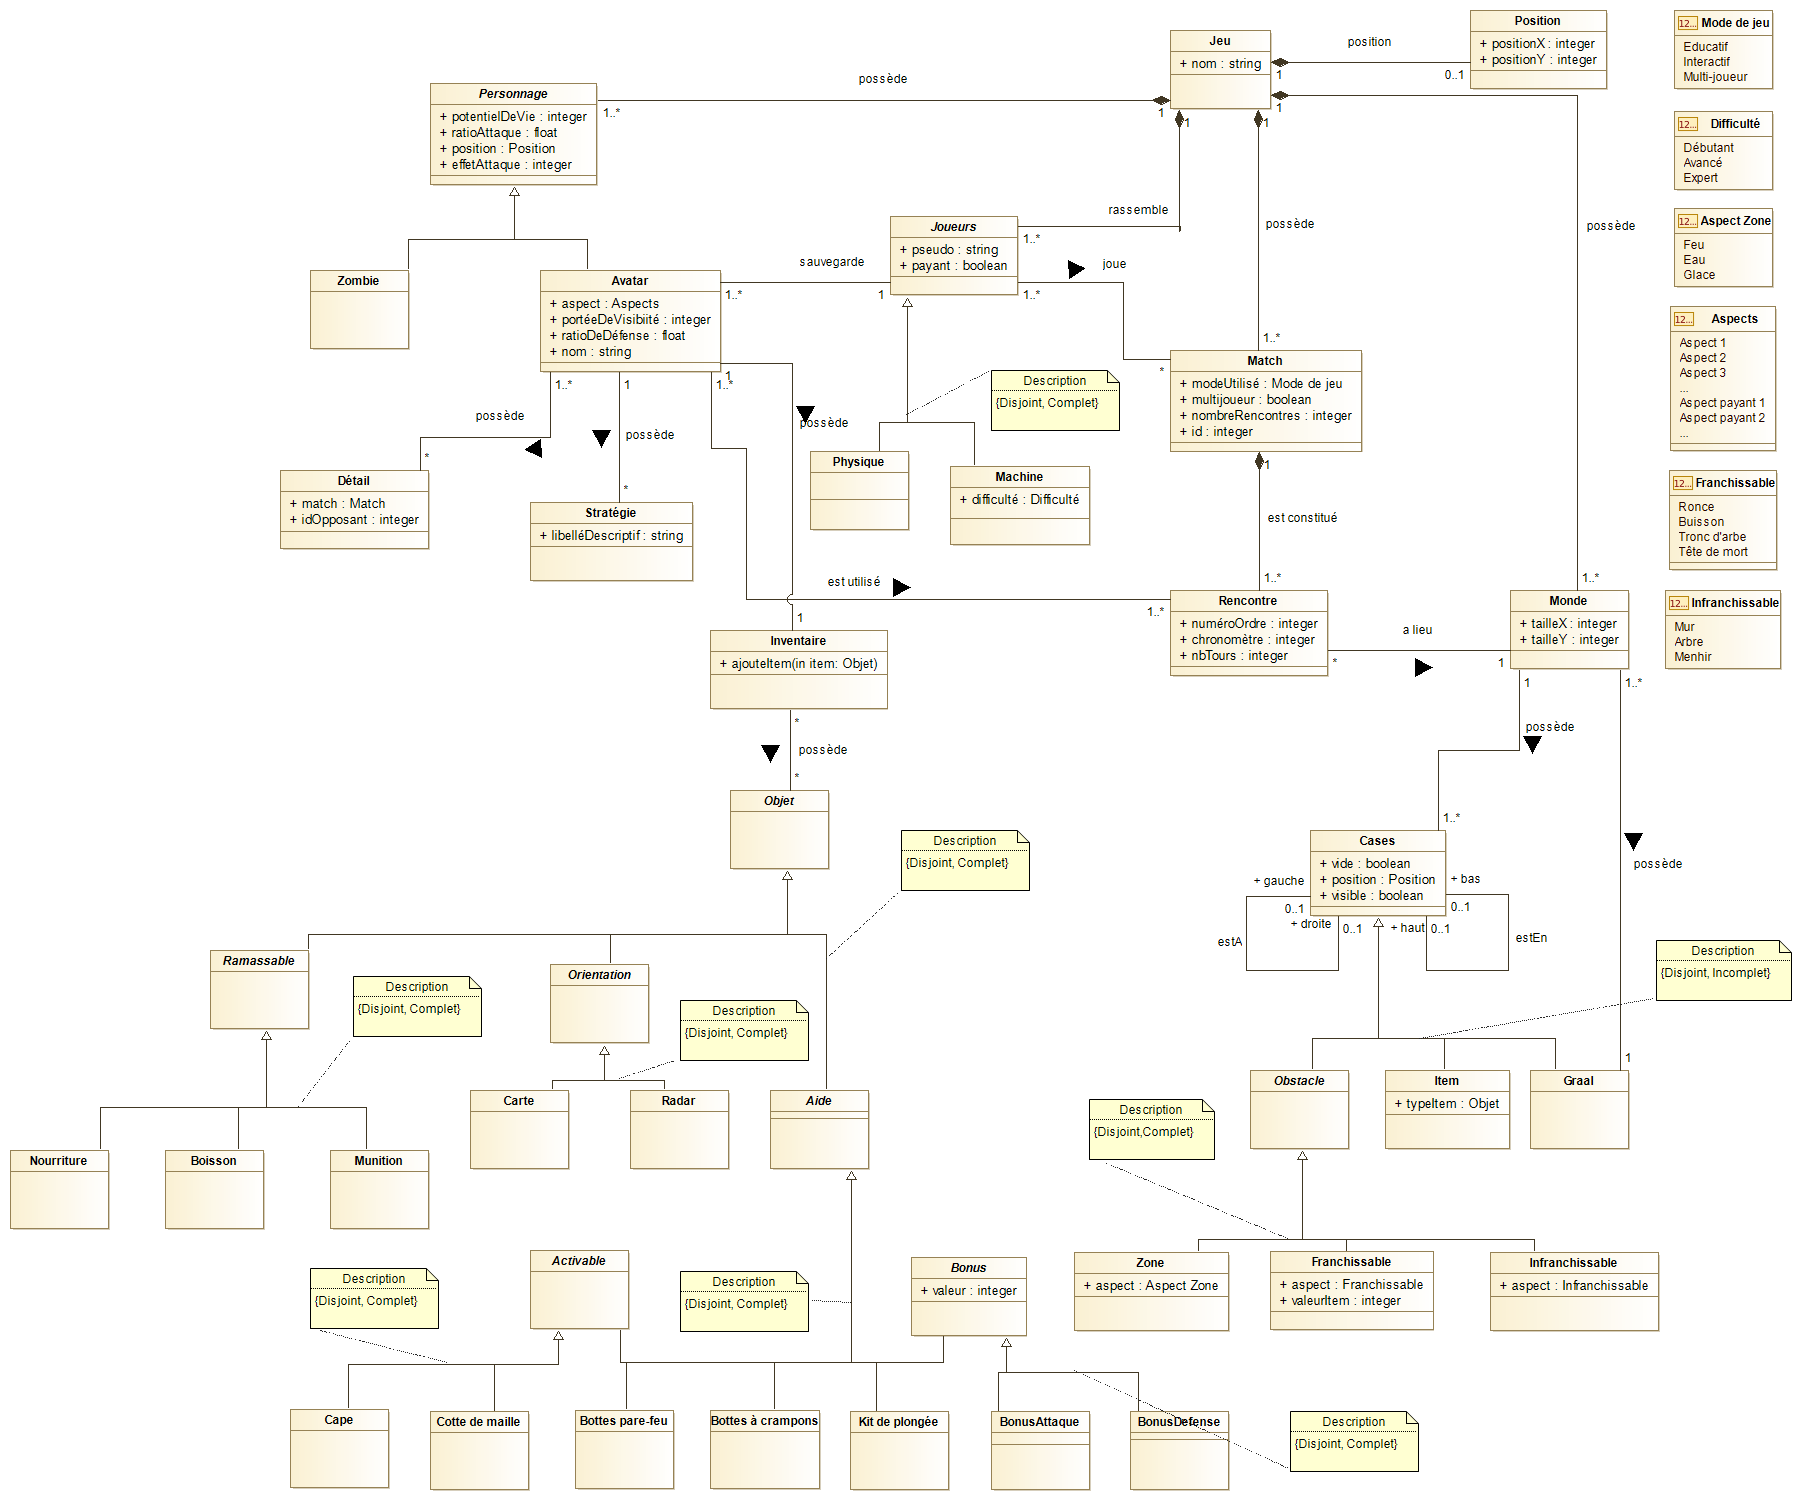 Jeu
+ nom : string
position
1
0..1
Position
+ positionX : integer
+ positionY : integer
12... Mode de jeu
Educatif
Interactif
Multi-joueur
12... Difficulté
Débutant
Avancé
Expert
12... Aspect Zone
Feu
Eau
Glace
12... Aspects
Aspect 1
Aspect 2
Aspect 3
...
Aspect payant 1
Aspect payant 2
...
12... Franchissable
Ronce
Buisson
Tronc d'arbe
Tête de mort
12... Infranchissable
Mur
Arbre
Menhir
possède
1..*
1
1
1
1
Personnage
+ potentielDeVie : integer
+ ratioAttaque : float
+ position : Position
+ effetAttaque : integer
rassemble
1..*
possède
1..*
possède
1..*
Joueurs
+ pseudo : string
+ payant : boolean
sauvegarde
1..*
1
joue
1..*
*
Zombie
Avatar
+ aspect : Aspects
+ portéeDeVisibiité : integer
+ ratioDeDéfense : float
+ nom : string
Match
+ modeUtilisé : Mode de jeu
+ multijoueur : boolean
+ nombreRencontres : integer
+ id : integer
Description
{Disjoint, Complet}
1..*
possède
*
1
possède
*
1..*
1
possède
1
Physique
Machine
+ difficulté : Difficulté
Détail
+ match : Match
+ idOpposant : integer
Stratégie
+ libelléDescriptif : string
1
est constitué
1..*
est utilisé
1..*
Rencontre
+ numéroOrdre : integer
+ chronomètre : integer
+ nbTours : integer
a lieu
*
1
Monde
+ tailleX : integer
+ tailleY : integer
Inventaire
+ ajouteItem(in item: Objet)
*
possède
*
1
possède
1..*
1..*
possède
1
Objet
Description
{Disjoint, Complet}
Cases
+ vide : boolean
+ position : Position
+ visible : boolean
+ gauche
0..1
+ droite
0..1
estA
+ bas
0..1
+ haut
0..1
estEn
Description
{Disjoint, Incomplet}
Ramassable
Orientation
Description
{Disjoint, Complet}
Description
{Disjoint, Complet}
Carte
Radar
Aide
Nourriture
Boisson
Munition
Obstacle
Item
+ typeItem : Objet
Graal
Description
{Disjoint,Complet}
Activable
Bonus
+ valeur : integer
Description
{Disjoint, Complet}
Description
{Disjoint, Complet}
Zone
+ aspect : Aspect Zone
Franchissable
+ aspect : Franchissable
+ valeurItem : integer
Infranchissable
+ aspect : Infranchissable
Cape
Cotte de maille
Bottes pare-feu
Bottes à crampons
Kit de plongée
BonusAttaque
BonusDefense
Description
{Disjoint, Complet}